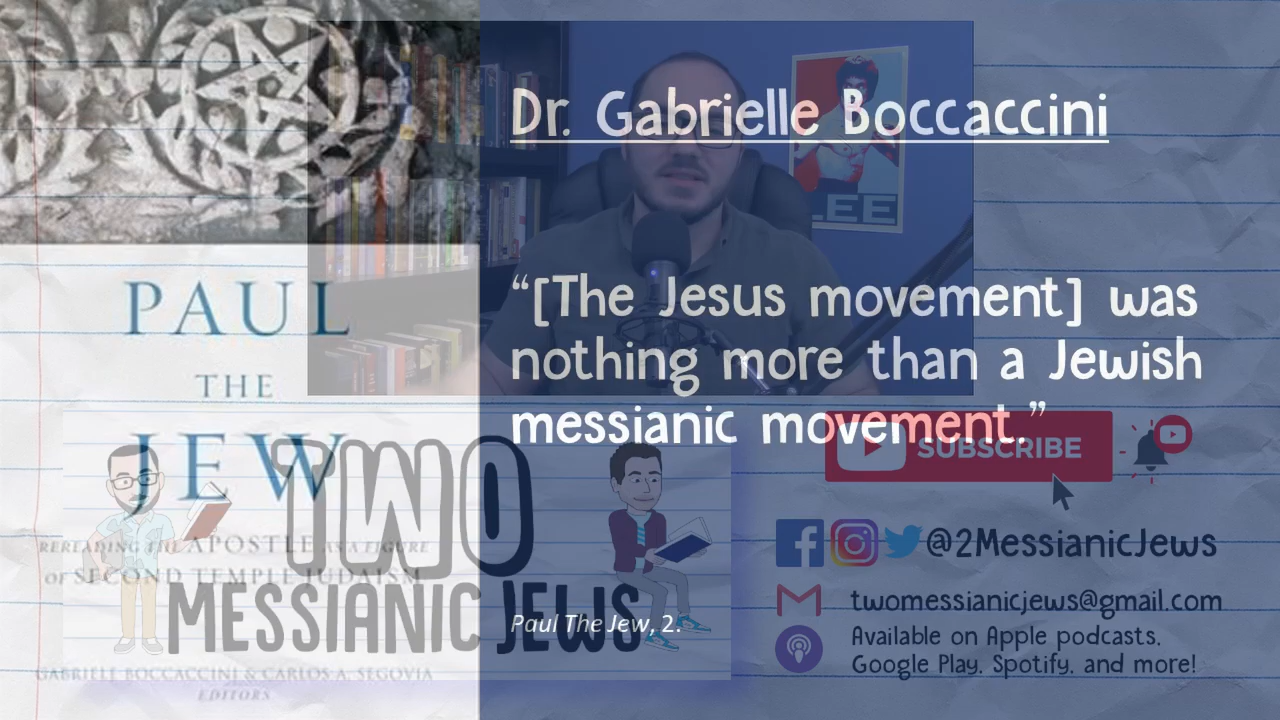 Dr. Gabrielle Boccaccini
LEE
“[The Jesus movement] was
nothing more than a Jewish
messianic movement.”
Paul The Jew, 2.
PAUL
THE
JEW
REREADING THE APOSTLE AS A FIGURE
OF SECOND TEMPLE JUDAISM
GABRIELE BOCCACCINI & CARLOS A. SEGOVIA
EDITORS
TWO
MESSIANIC JEWS
SUBSCRIBE
@2MessianicJews
twomessianicjews@gmail.com
Available on Apple podcasts,
Google Play, Spotify, and more!